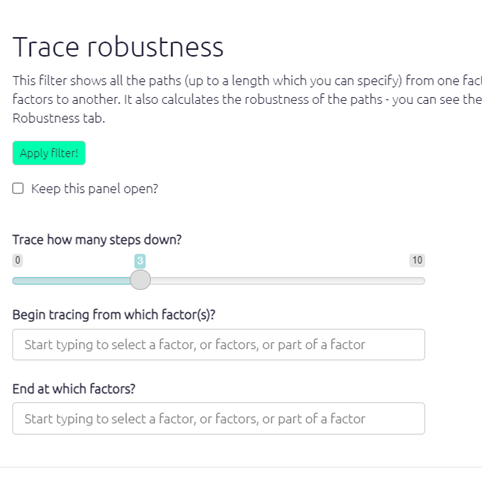 Trace robustness
This filter shows all the paths (up to a length which you can specify) from one
factors to another. It also calculates the robustness of the paths - you can see the
Robustness tab.
Apply filter!
Keep this panel open?
Trace how many steps down?
0 3 10
Begin tracing from which factor(s)?
Start typing to select a factor, or factors, or part of a factor
End at which factors?
Start typing to select a factor, or factors, or part of a factor